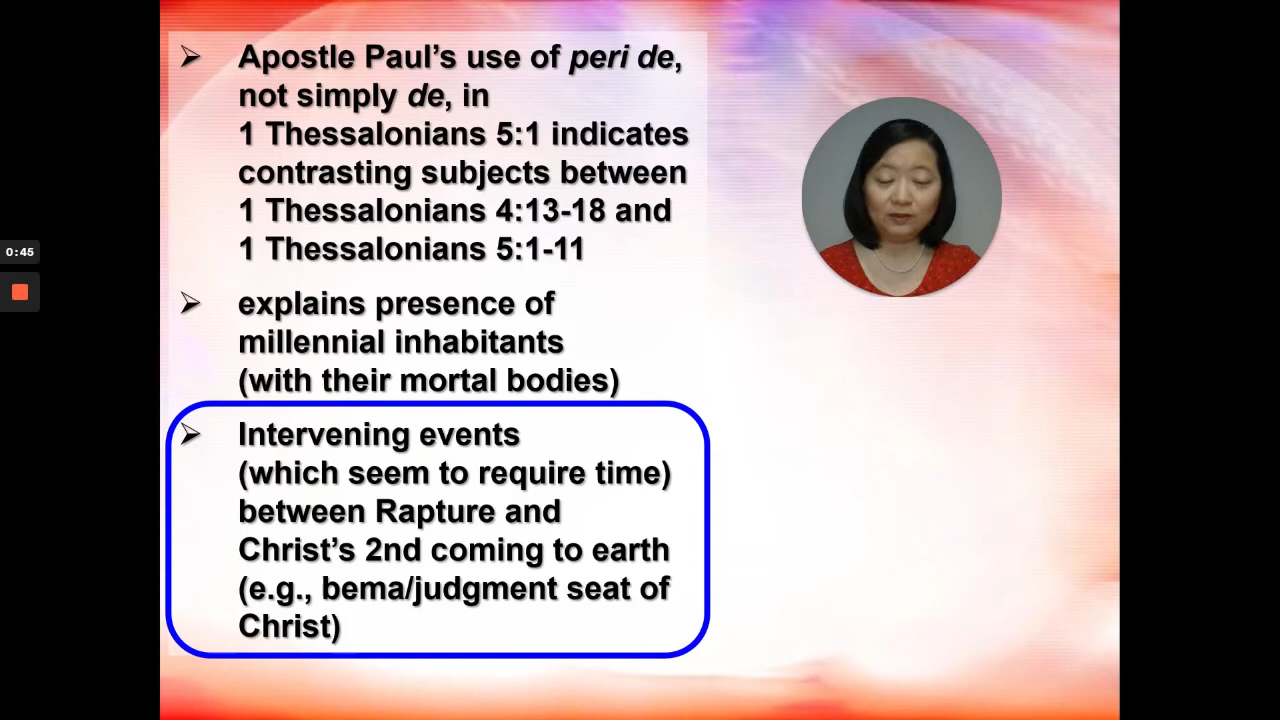 Apostle Paul’s use of peri de,
not simply de, in
1 Thessalonians 5:1 indicates
contrasting subjects between
1 Thessalonians 4:13-18 and
1 Thessalonians 5:1-11
explains presence of
millennial inhabitants
(with their mortal bodies)
Intervening events
(which seem to require time)
between Rapture and
Christ’s 2nd coming to earth
(e.g., bema/judgment seat of
Christ)
0:45